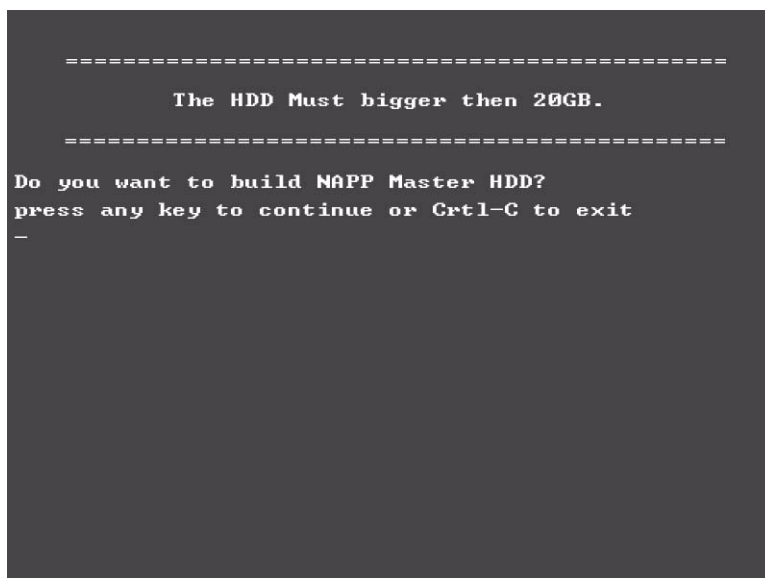 ==============================================
The HDD Must bigger then 20GB.
==============================================
Do you want to build NAPP Master HDD?
press any key to continue or Crtl-C to exit
_